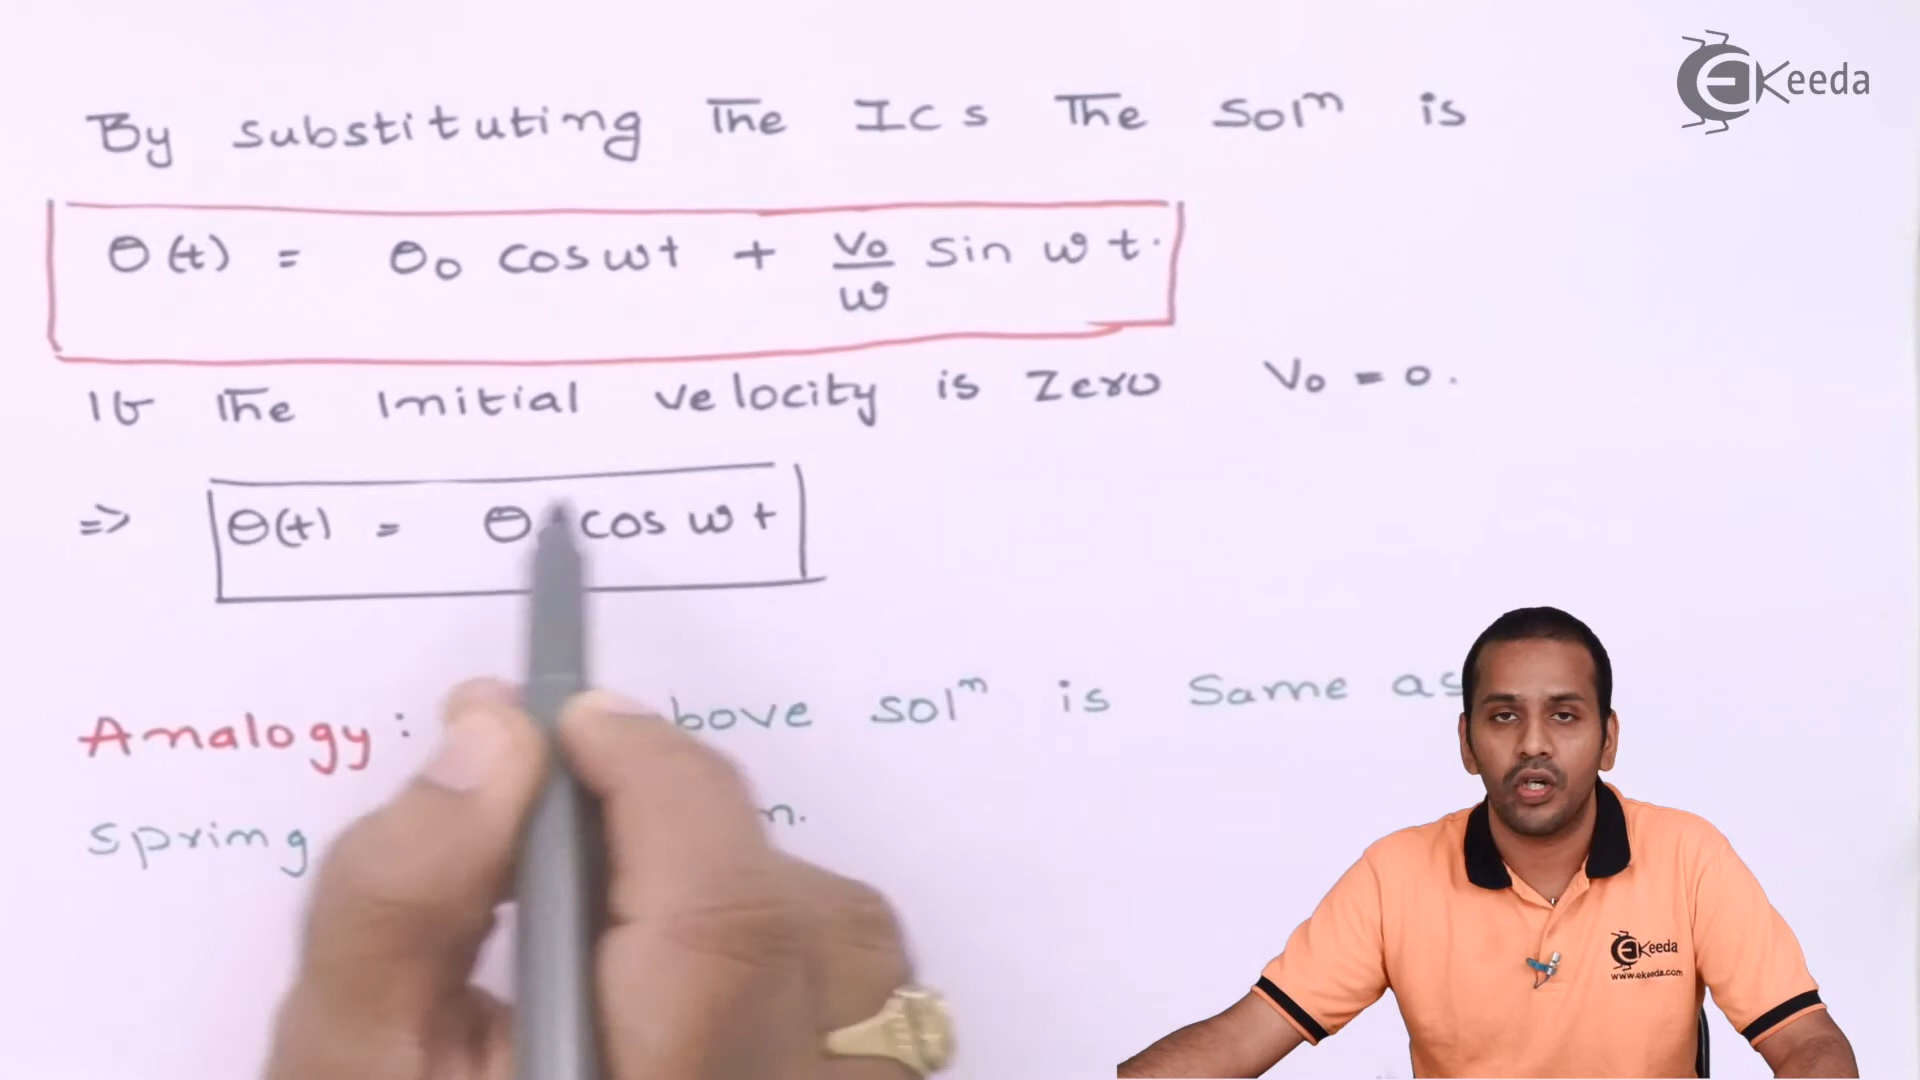 EKeeda
By substituting The ICs The Solⁿ is
θ(t) = θ₀ cos ωt + V₀/ω Sin ωt.
If The Initial velocity is Zero V₀ = 0.
=> θ(t) = θ cos ωt
Analogy: bove solⁿ is Same as
spring n.
EKeeda
www.ekeeda.com